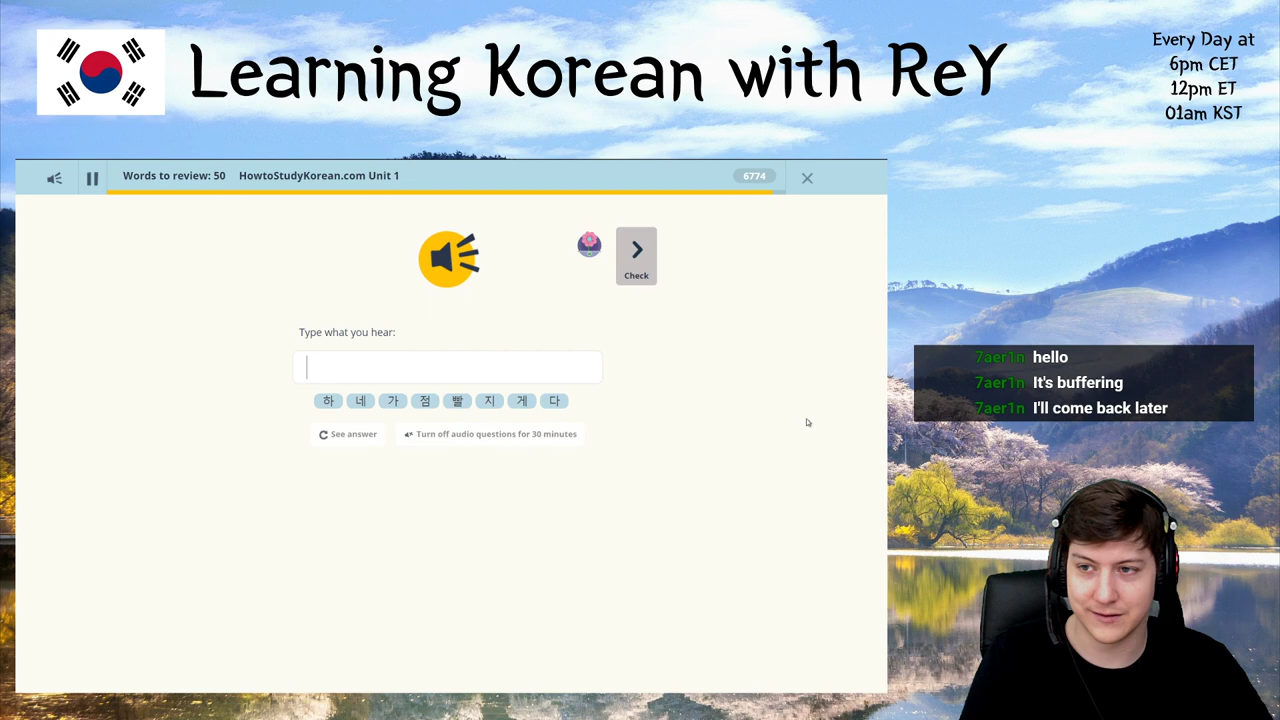 Learning Korean with ReY
Every Day at
6pm CET
12pm ET
01am KST
Words to review: 50 HowtoStudyKorean.com Unit 1
6774
Check
Type what you hear:
하 네 가 점 빨 지 게 다
See answer
Turn off audio questions for 30 minutes
7aer1n hello
7aer1n It's buffering
7aer1n I'll come back later